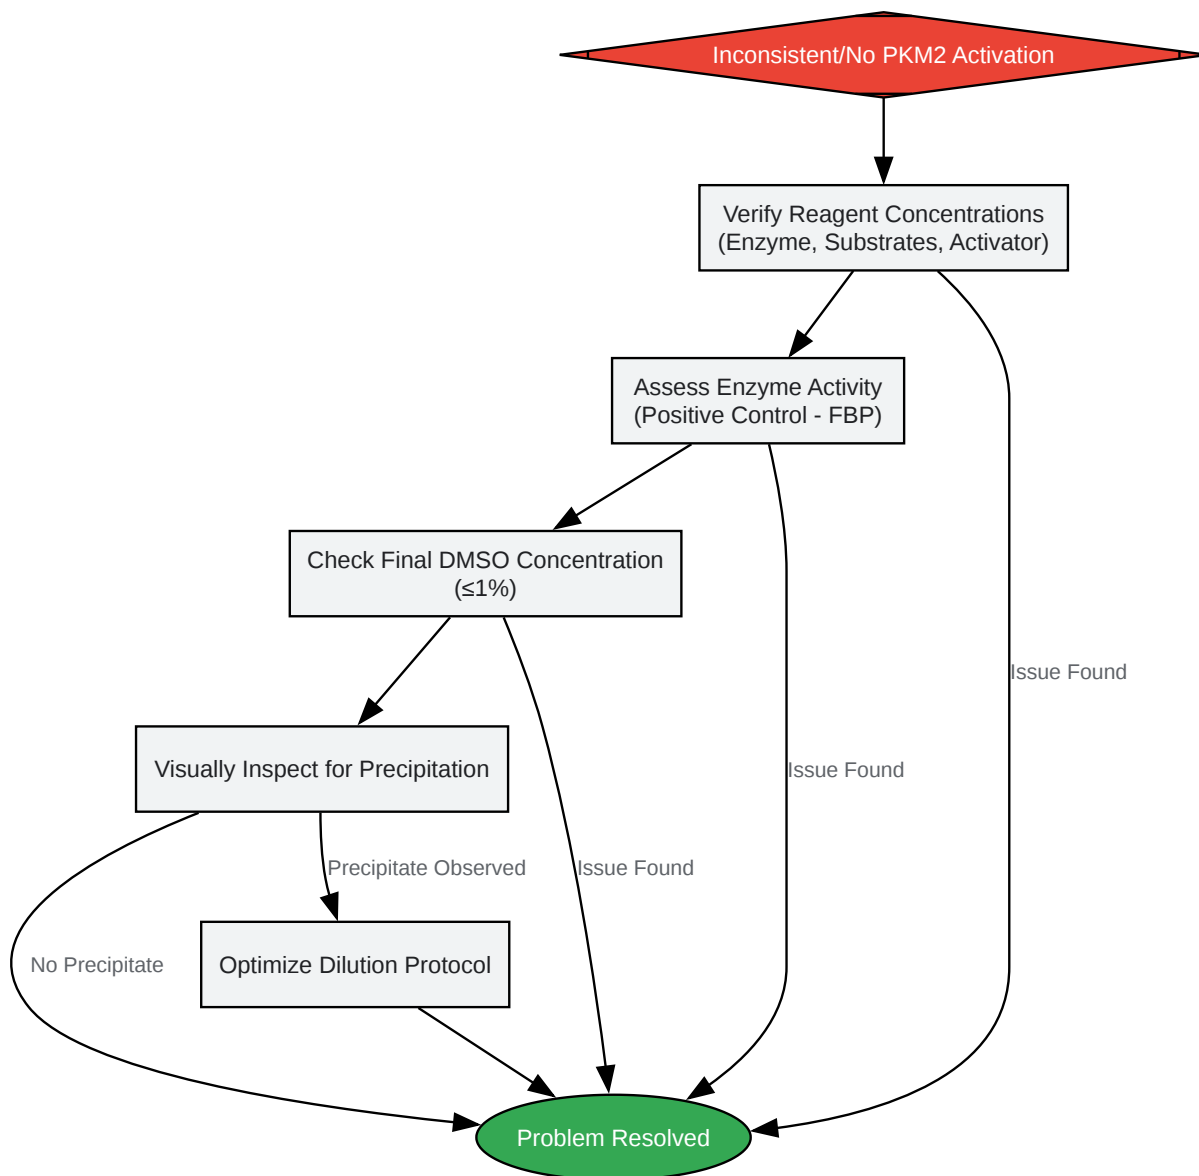 Inconsistent/No PKM2 Activation
Verify Reagent Concentrations
(Enzyme, Substrates, Activator)
Assess Enzyme Activity
(Positive Control - FBP)
Check Final DMSO Concentration
(≤1%)
Issue Found
Visually Inspect for Precipitation
Issue Found
Precipitate Observed
Issue Found
No Precipitate
Optimize Dilution Protocol
Problem Resolved